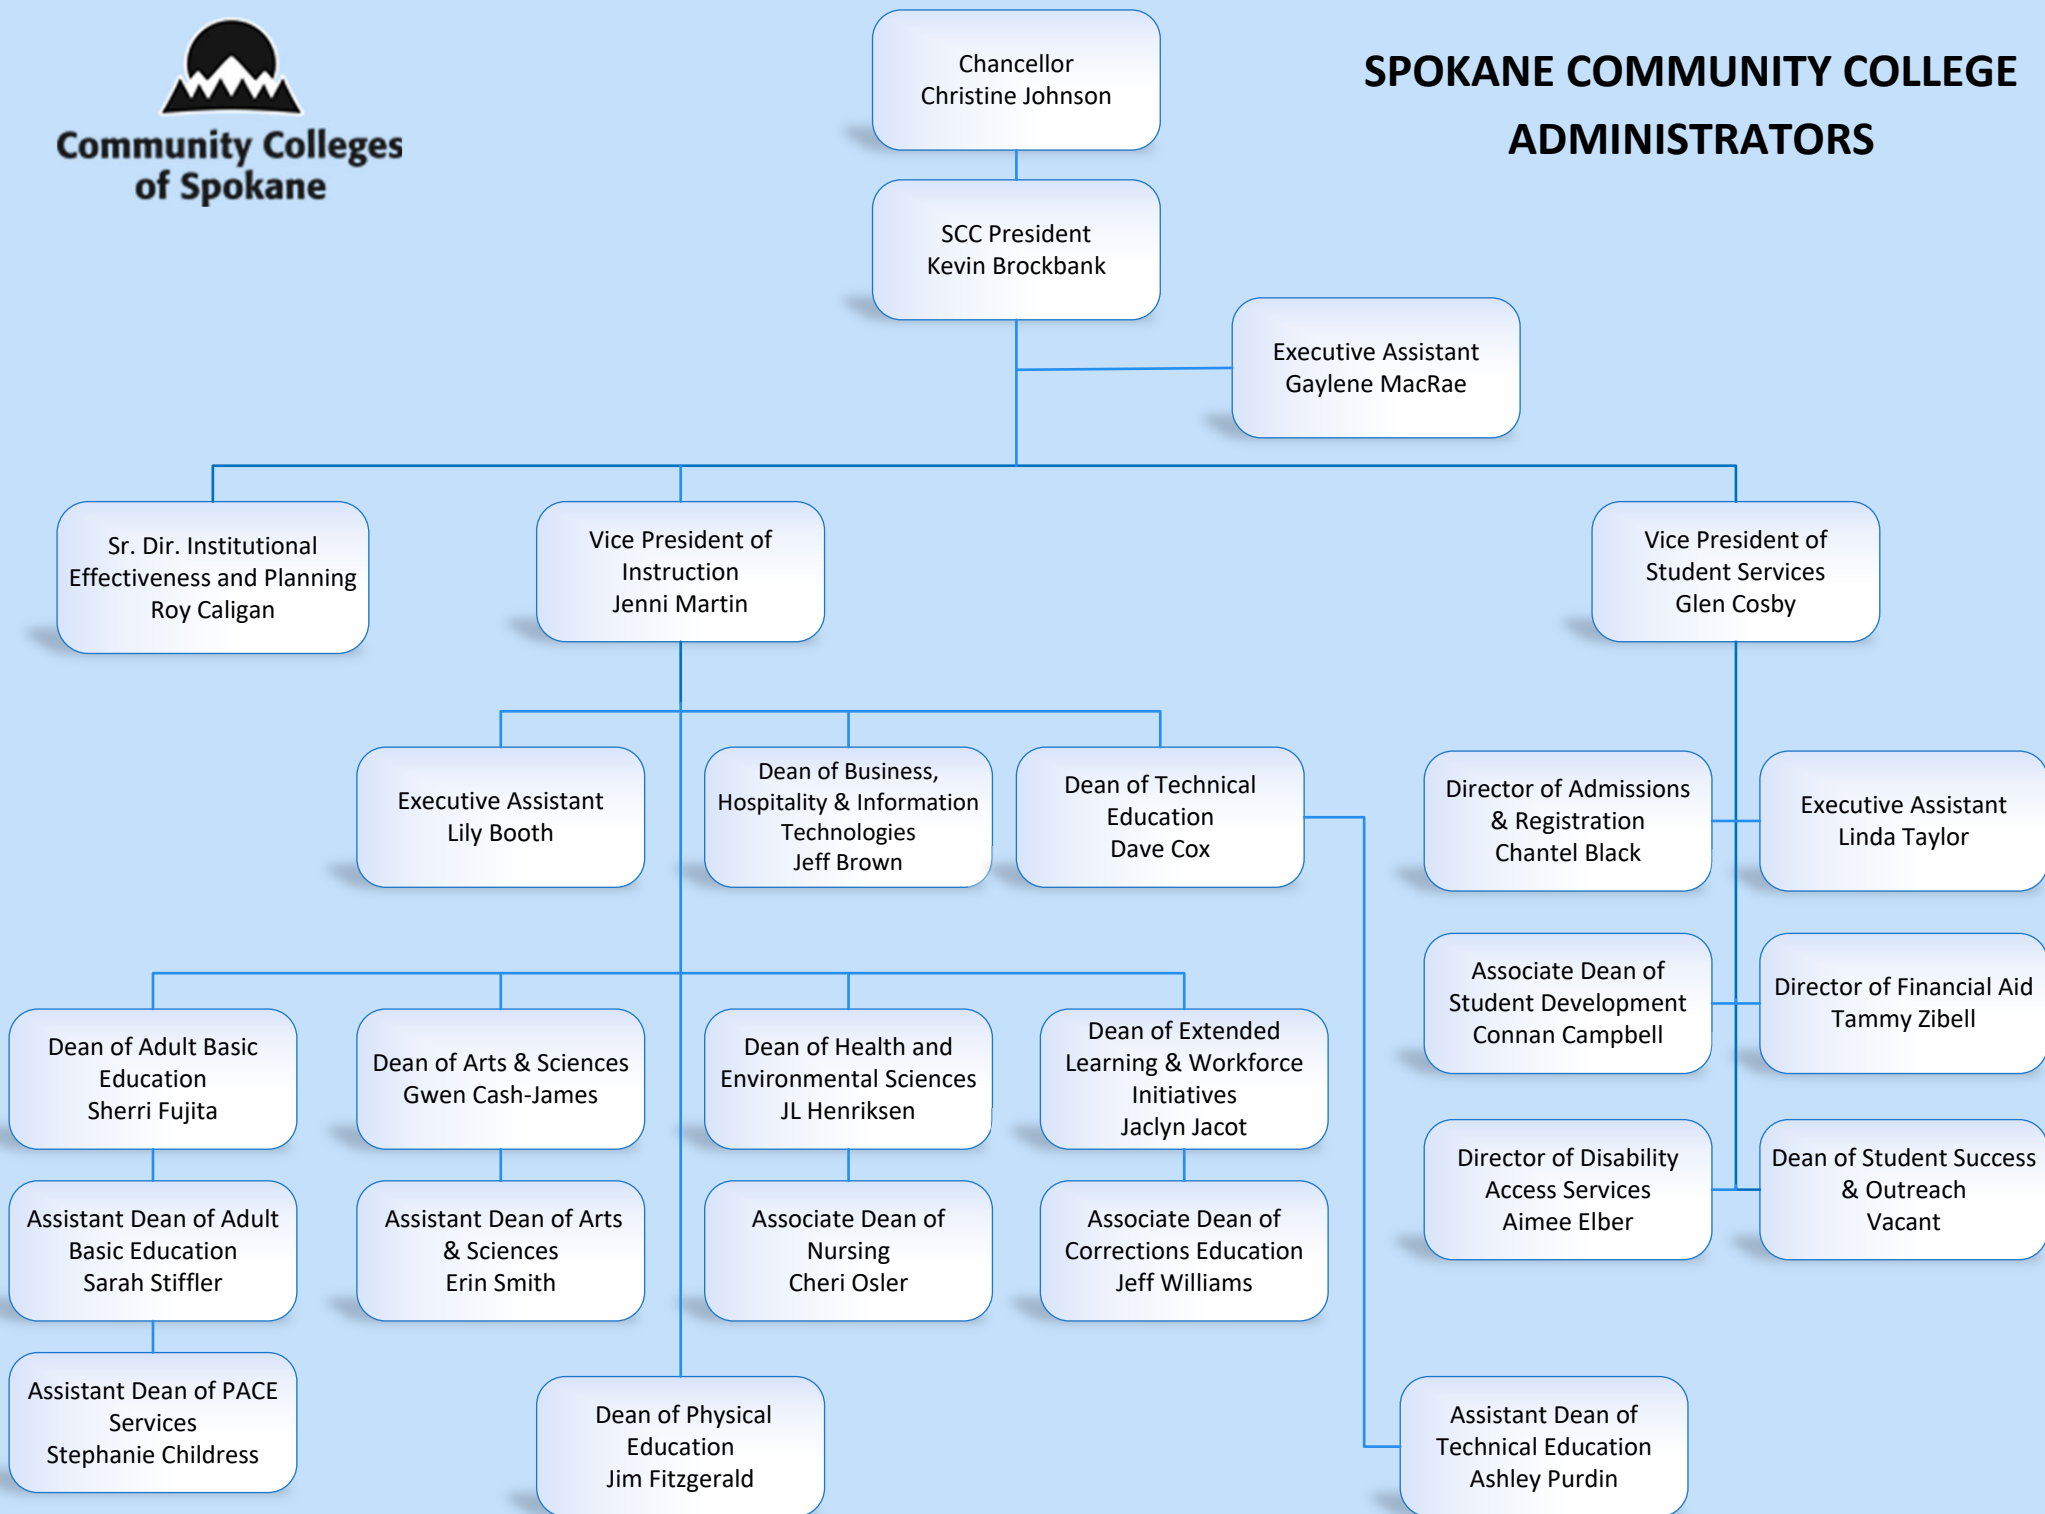 Community Colleges
of Spokane
SPOKANE COMMUNITY COLLEGE
ADMINISTRATORS
Chancellor
Christine Johnson
SCC President
Kevin Brockbank
Executive Assistant
Gaylene MacRae
Sr. Dir. Institutional
Effectiveness and Planning
Roy Caligan
Vice President of
Instruction
Jenni Martin
Vice President of
Student Services
Glen Cosby
Executive Assistant
Lily Booth
Dean of Business,
Hospitality & Information
Technologies
Jeff Brown
Dean of Technical
Education
Dave Cox
Director of Admissions
& Registration
Chantel Black
Executive Assistant
Linda Taylor
Associate Dean of
Student Development
Connan Campbell
Director of Financial Aid
Tammy Zibell
Dean of Adult Basic
Education
Sherri Fujita
Dean of Arts & Sciences
Gwen Cash-James
Dean of Health and
Environmental Sciences
JL Henriksen
Dean of Extended
Learning & Workforce
Initiatives
Jaclyn Jacot
Director of Disability
Access Services
Aimee Elber
Dean of Student Success
& Outreach
Vacant
Assistant Dean of Adult
Basic Education
Sarah Stiffler
Assistant Dean of Arts
& Sciences
Erin Smith
Associate Dean of
Nursing
Cheri Osler
Associate Dean of
Corrections Education
Jeff Williams
Assistant Dean of PACE
Services
Stephanie Childress
Dean of Physical
Education
Jim Fitzgerald
Assistant Dean of
Technical Education
Ashley Purdin